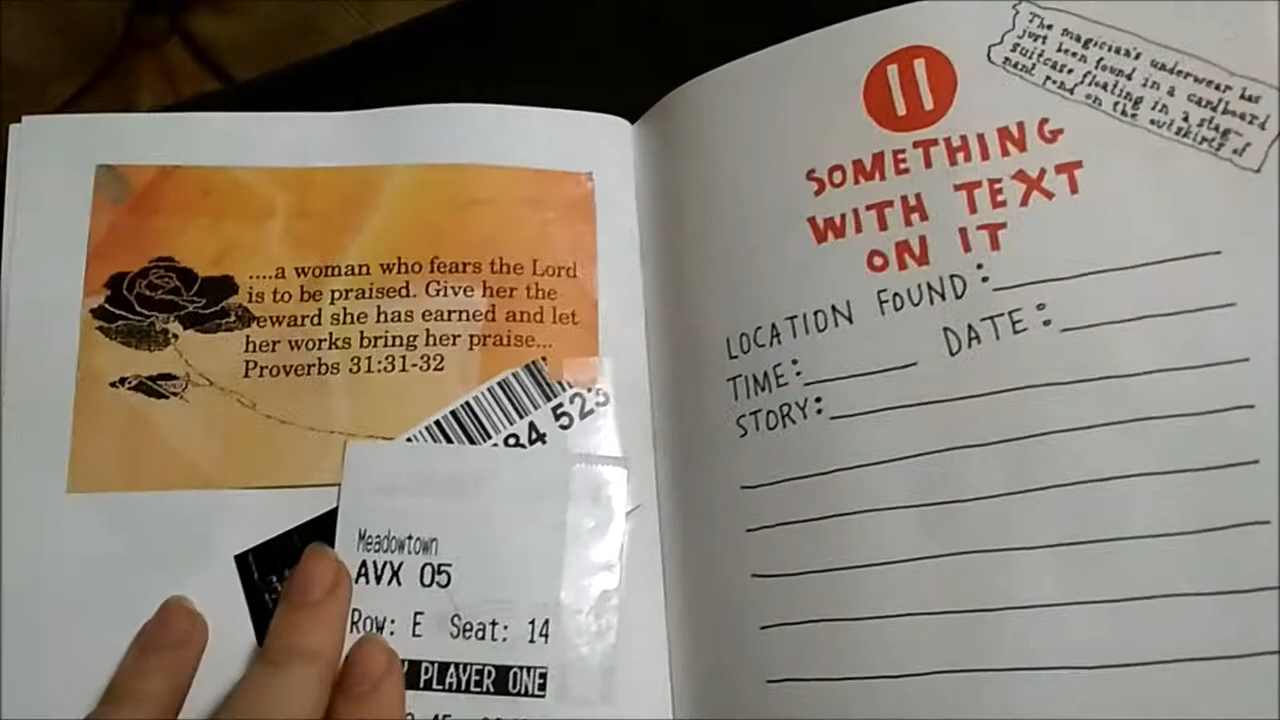 ....a woman who fears the Lord
is to be praised. Give her the
reward she has earned and let
her works bring her praise...
Proverbs 31:31-32
84 523
Meadowtown
AVX 05
Row: E Seat: 14
PLAYER ONE
11
SOMETHING
WITH TEXT
ON IT
LOCATION FOUND:
TIME: DATE:
STORY:
The magician's underwear has
just been found in a cardboard
suitcase floating in a stag-
nant pond on the outskirts of